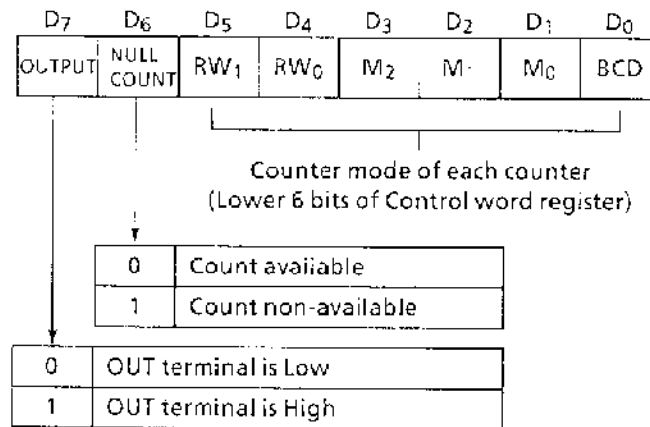 D7 D6 D5 D4 D3 D2 D1 D0
OUTPUT NULL COUNT RW1 RW0 M2 M1 M0 BCD
Counter mode of each counter
(Lower 6 bits of Control word register)
0 Count available
1 Count non-available
0 OUT terminal is Low
1 OUT terminal is High